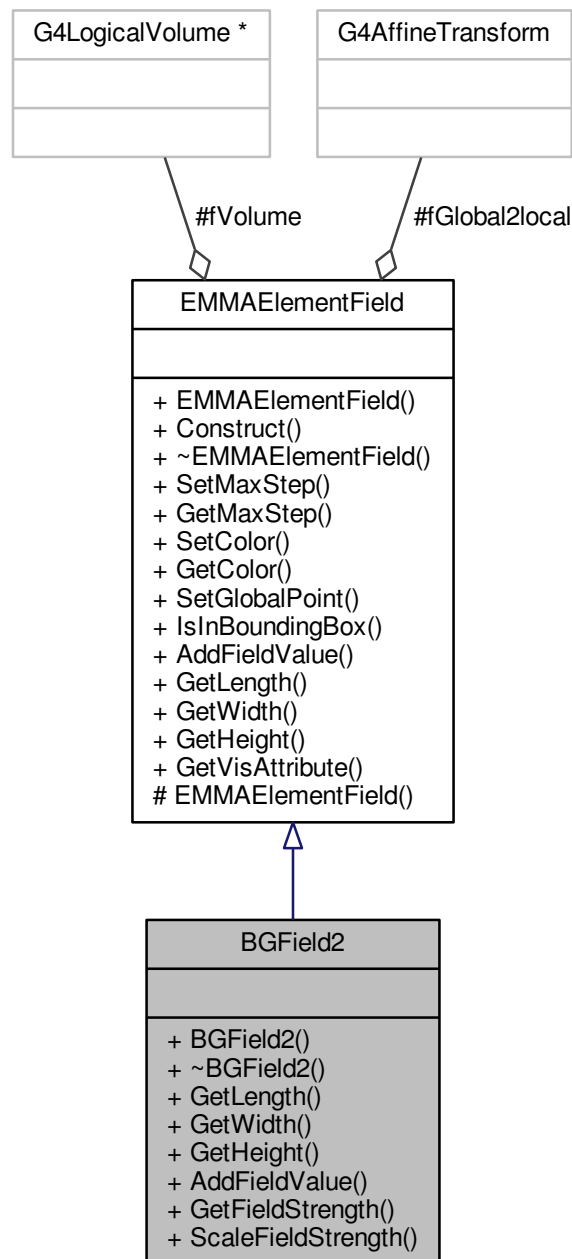 G4LogicalVolume *
G4AffineTransform
#fVolume
#fGlobal2local
EMMAElementField
+ EMMAElementField()
+ Construct()
+ ~EMMAElementField()
+ SetMaxStep()
+ GetMaxStep()
+ SetColor()
+ GetColor()
+ SetGlobalPoint()
+ IsInBoundingBox()
+ AddFieldValue()
+ GetLength()
+ GetWidth()
+ GetHeight()
+ GetVisAttribute()
# EMMAElementField()
BGField2
+ BGField2()
+ ~BGField2()
+ GetLength()
+ GetWidth()
+ GetHeight()
+ AddFieldValue()
+ GetFieldStrength()
+ ScaleFieldStrength()